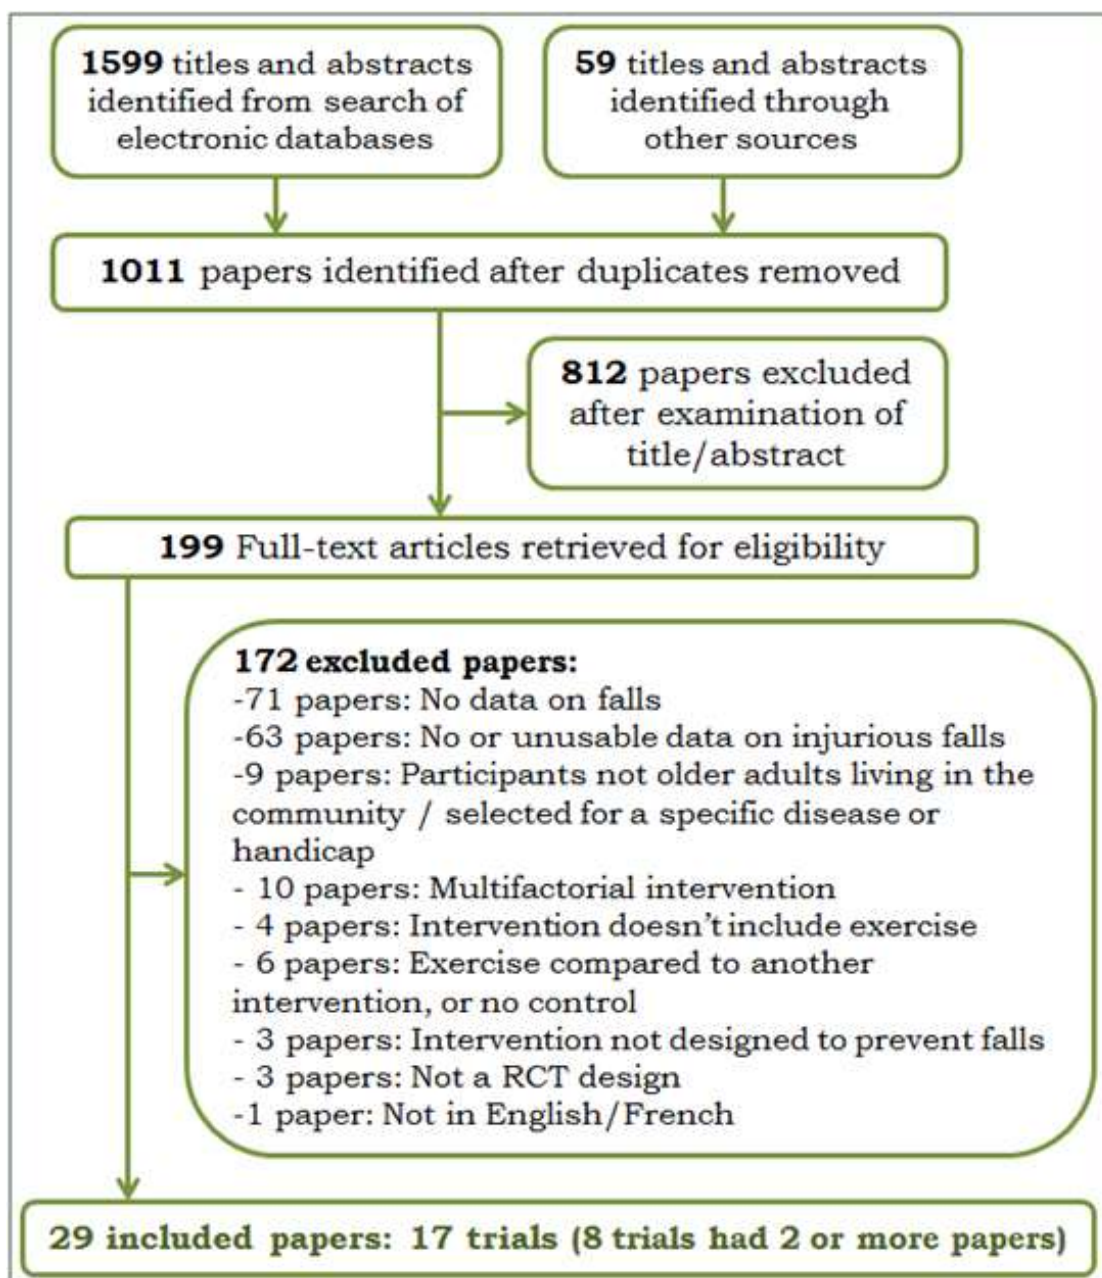 1599 titles and abstracts
identified from search of
electronic databases
59 titles and abstracts
identified through
other sources
1011 papers identified after duplicates removed
812 papers excluded
after examination of
title/abstract
199 Full-text articles retrieved for eligibility
172 excluded papers:
-71 papers: No data on falls
-63 papers: No or unusable data on injurious falls
-9 papers: Participants not older adults living in the
community / selected for a specific disease or
handicap
- 10 papers: Multifactorial intervention
- 4 papers: Intervention doesn't include exercise
- 6 papers: Exercise compared to another
intervention, or no control
- 3 papers: Intervention not designed to prevent falls
- 3 papers: Not a RCT design
-1 paper: Not in English/French
29 included papers: 17 trials (8 trials had 2 or more papers)